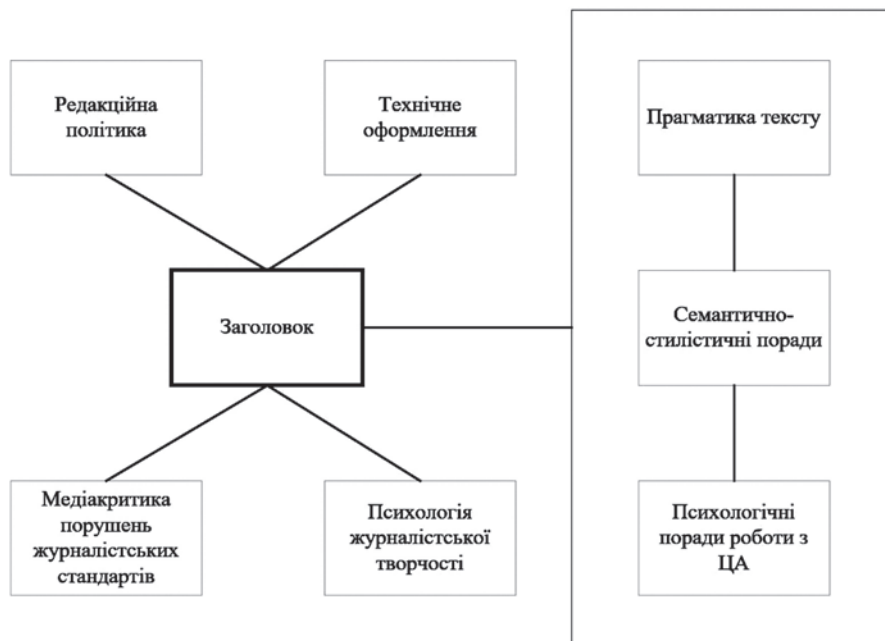 Редакційна
політика
Технічне
оформлення
Прагматика тексту
Заголовок
Семантично-
стилістичні поради
Медіакритика
порушень
журналістських
стандартів
Психологія
журналістської
творчості
Психологічні
поради роботи з
ЦА